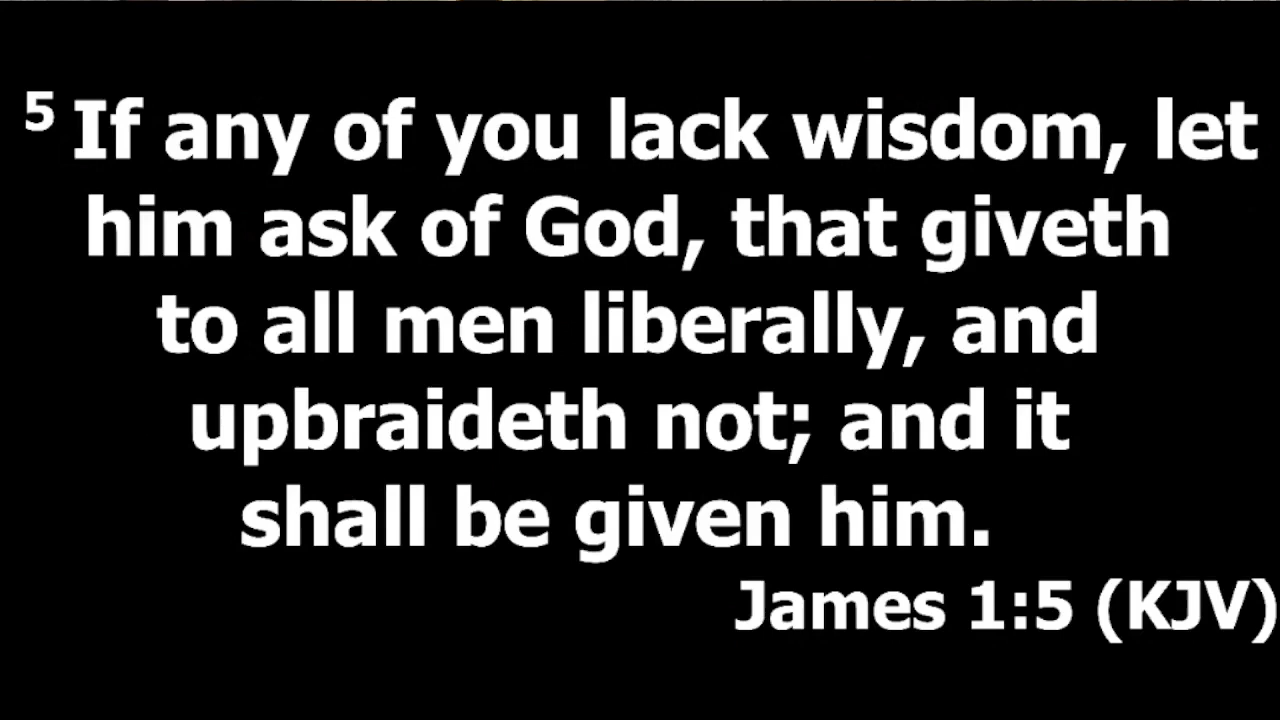 5 If any of you lack wisdom, let
him ask of God, that giveth
to all men liberally, and
upbraideth not; and it
shall be given him.
James 1:5 (KJV)